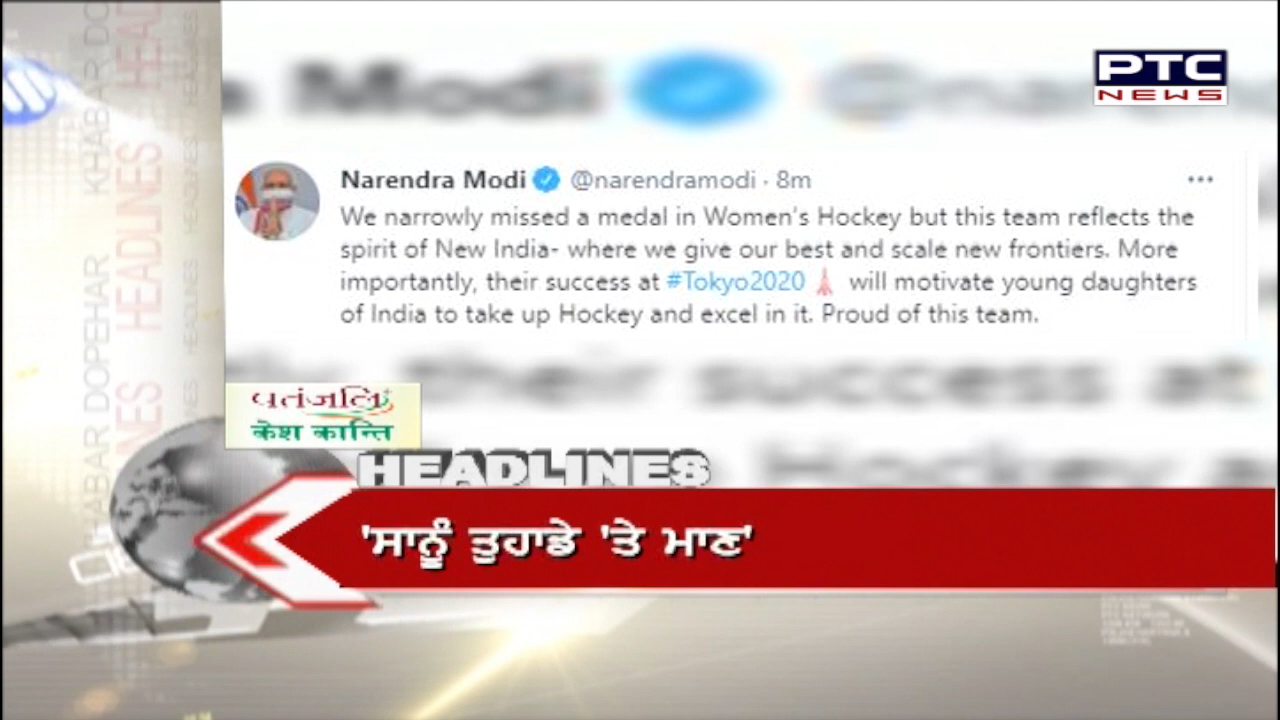 PTC
NEWS
Narendra Modi @narendramodi · 8m
We narrowly missed a medal in Women's Hockey but this team reflects the
spirit of New India- where we give our best and scale new frontiers. More
importantly, their success at #Tokyo2020 will motivate young daughters
of India to take up Hockey and excel in it. Proud of this team.
पतंजलि
केश कान्ति
HEADLINES
'ਸਾਨੂੰ ਤੁਹਾਡੇ 'ਤੇ ਮਾਣ'
KHABAR DOPEHAR
HEADLINES